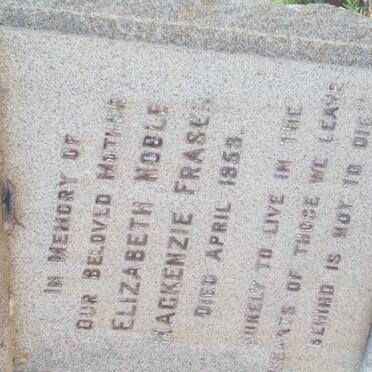 IN MEMORY OF
OUR BELOVED MOTHER
ELIZABETH NOBLE
MACKENZIE FRASER
DIED APRIL 1953.
SURELY TO LIVE IN THE
HEARTS OF THOSE WE LEAVE
BEHIND IS NOT TO DIE